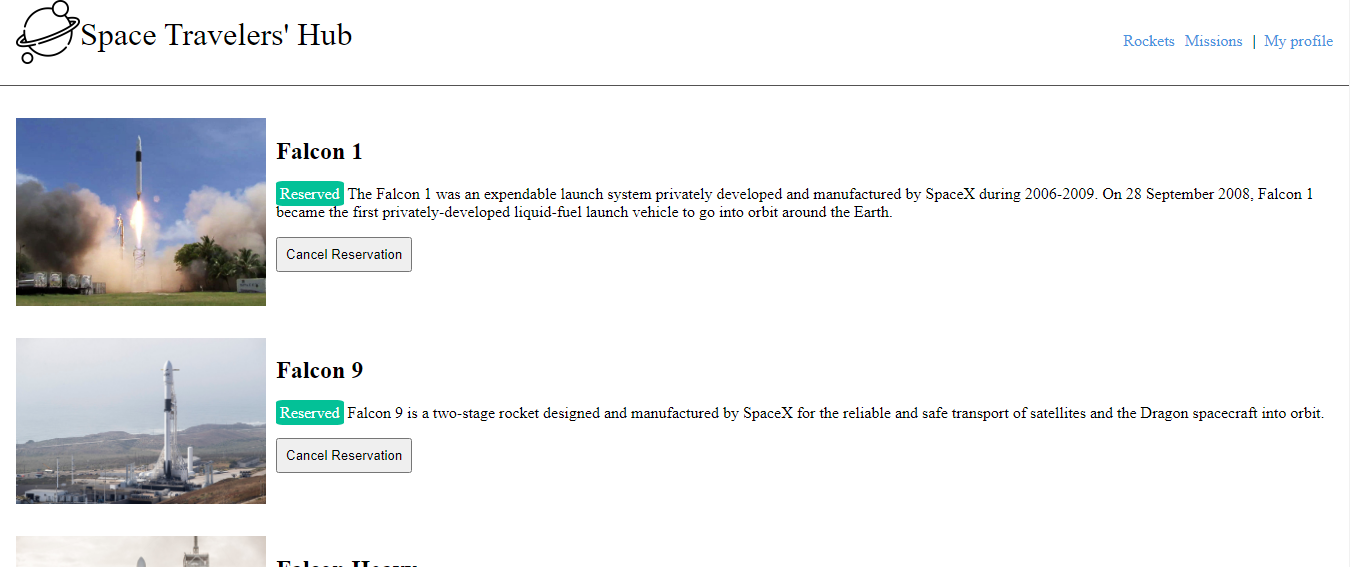 Space Travelers' Hub
Rockets Missions | My profile
Falcon 1
Reserved The Falcon 1 was an expendable launch system privately developed and manufactured by SpaceX during 2006-2009. On 28 September 2008, Falcon 1
became the first privately-developed liquid-fuel launch vehicle to go into orbit around the Earth.
Cancel Reservation
Falcon 9
Reserved Falcon 9 is a two-stage rocket designed and manufactured by SpaceX for the reliable and safe transport of satellites and the Dragon spacecraft into orbit.
Cancel Reservation
Falcon Heavy